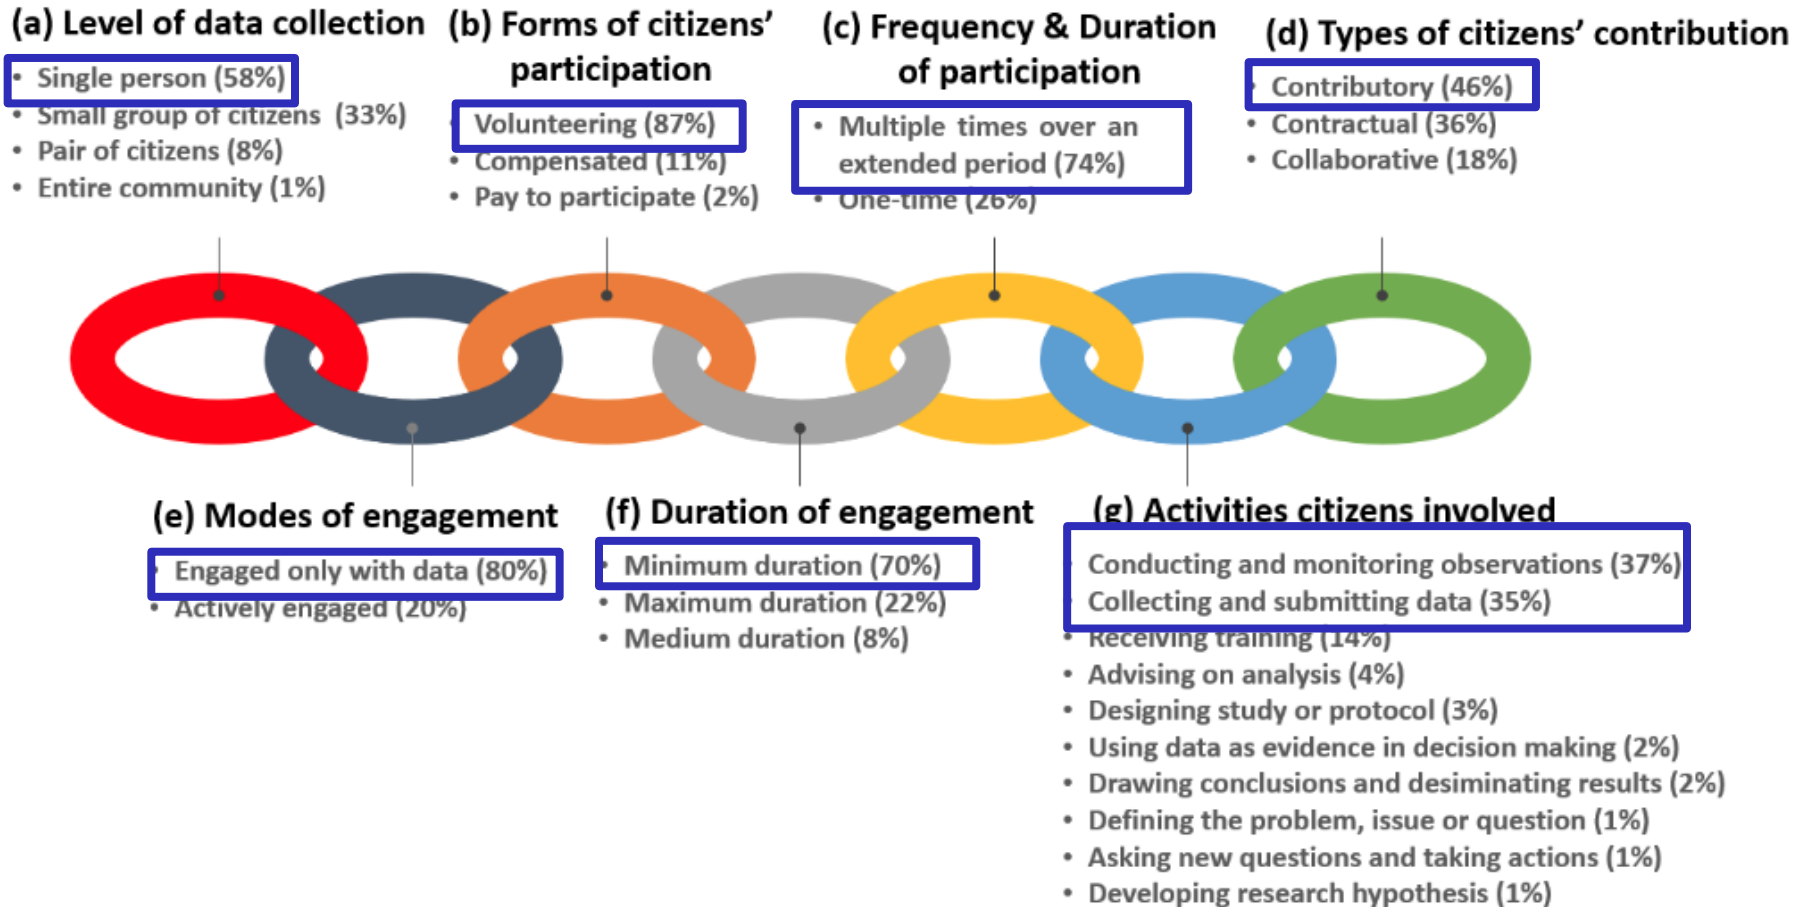 (a) Level of data collection
• Single person (58%)
• Small group of citizens (33%)
• Pair of citizens (8%)
• Entire community (1%)
(b) Forms of citizens’
participation
Volunteering (87%)
• Compensated (11%)
• Pay to participate (2%)
(c) Frequency & Duration
of participation
• Multiple times over an
extended period (74%)
• One-time (26%)
(d) Types of citizens’ contribution
Contributory (46%)
• Contractual (36%)
• Collaborative (18%)
(e) Modes of engagement
Engaged only with data (80%)
• Actively engaged (20%)
(f) Duration of engagement
• Minimum duration (70%)
• Maximum duration (22%)
• Medium duration (8%)
(g) Activities citizens involved
Conducting and monitoring observations (37%)
Collecting and submitting data (35%)
• Receiving training (14%)
• Advising on analysis (4%)
• Designing study or protocol (3%)
• Using data as evidence in decision making (2%)
• Drawing conclusions and desiminating results (2%)
• Defining the problem, issue or question (1%)
• Asking new questions and taking actions (1%)
• Developing research hypothesis (1%)